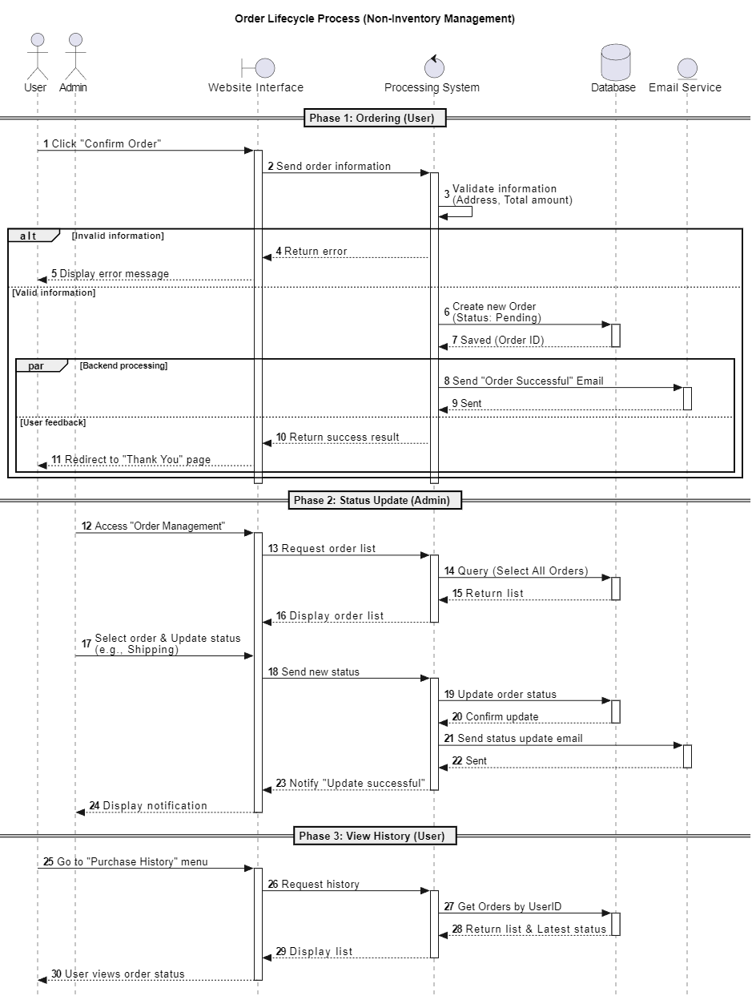 Order Lifecycle Process (Non-Inventory Management)
User
Admin
Website Interface
Processing System
Database
Email Service
Phase 1: Ordering (User)
1 Click "Confirm Order"
2 Send order information
3 Validate information
(Address, Total amount)
alt [Invalid information]
4 Return error
5 Display error message
[Valid information]
6 Create new Order
(Status: Pending)
7 Saved (Order ID)
par [Backend processing]
8 Send "Order Successful" Email
9 Sent
[User feedback]
10 Return success result
11 Redirect to "Thank You" page
Phase 2: Status Update (Admin)
12 Access "Order Management"
13 Request order list
14 Query (Select All Orders)
15 Return list
16 Display order list
17 Select order & Update status
(e.g., Shipping)
18 Send new status
19 Update order status
20 Confirm update
21 Send status update email
22 Sent
23 Notify "Update successful"
24 Display notification
Phase 3: View History (User)
25 Go to "Purchase History" menu
26 Request history
27 Get Orders by UserID
28 Return list & Latest status
29 Display list
30 User views order status